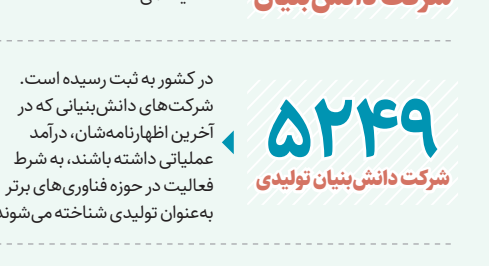 شرکت دانش‌بنیان
۵۲۴۹
شرکت دانش‌بنیان تولیدی
در کشور به ثبت رسیده است.
شرکت‌های دانش‌بنیانی که در
آخرین اظهارنامه‌شان، درآمد
عملیاتی داشته باشند، به شرط
فعالیت در حوزه فناوری‌های برتر
به‌عنوان تولیدی شناخته می‌شوند